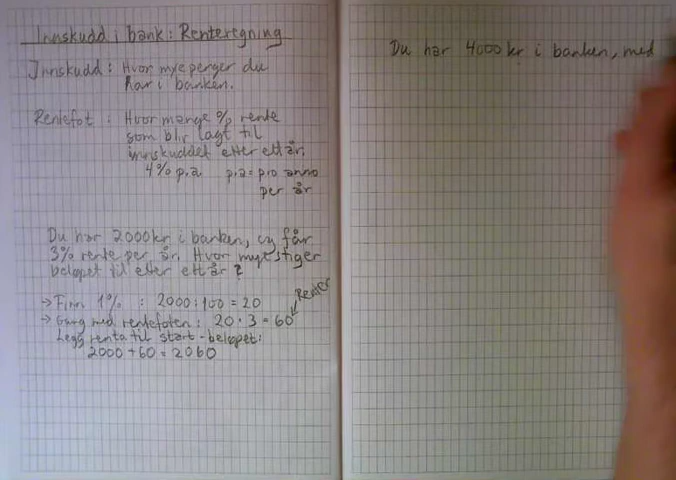 Innskudd i bank: Renteregning
Innskudd: Hvor mye penger du
har i banken.
Rentefot: Hvor mange % rente
som blir lagt til
innskuddet etter ett år.
4% p.a p.a = pro anno
per år
Du har 2000 kr i banken, og får
3% rente per år. Hvor mye stiger
beløpet til etter ett år?
→ Finn 1% : 2000:100 = 20
Renter
→ Gang med rentefoten: 20 · 3 = 60
Legg renta til start-beløpet:
2000 + 60 = 2060
Du har 4000 kr i banken, med